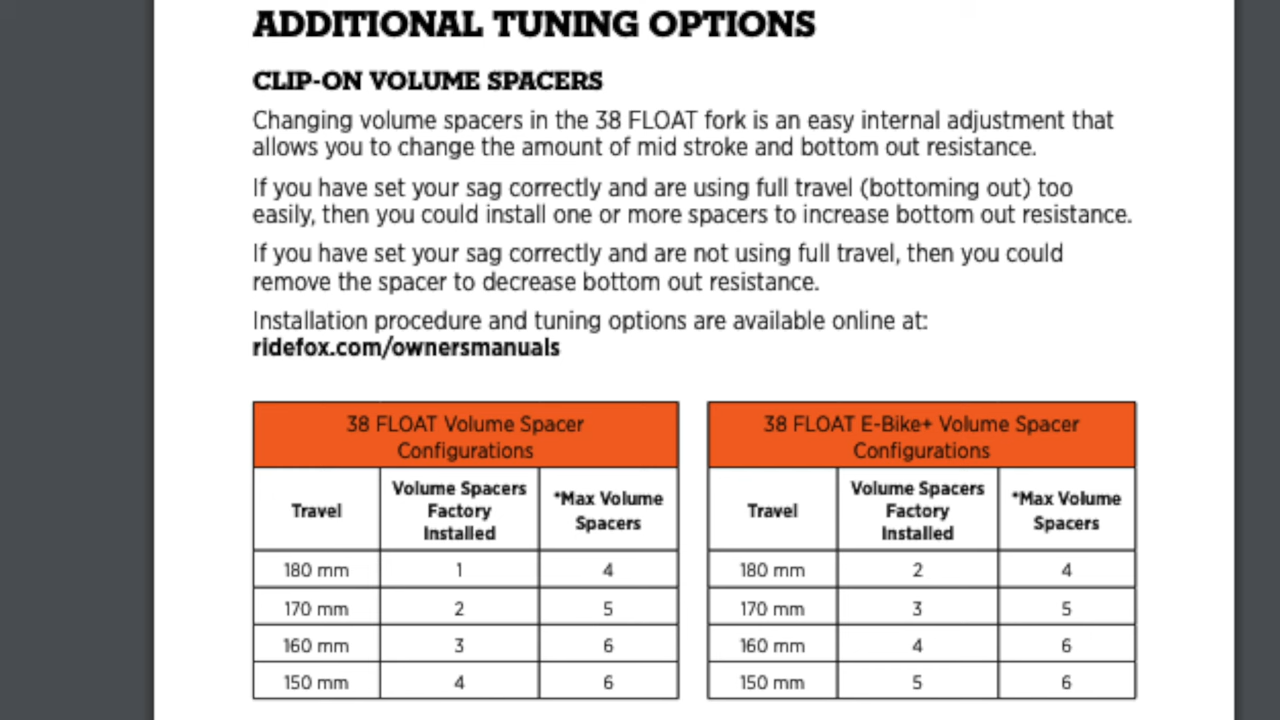 ADDITIONAL TUNING OPTIONS
CLIP-ON VOLUME SPACERS
Changing volume spacers in the 38 FLOAT fork is an easy internal adjustment that
allows you to change the amount of mid stroke and bottom out resistance.
If you have set your sag correctly and are using full travel (bottoming out) too
easily, then you could install one or more spacers to increase bottom out resistance.
If you have set your sag correctly and are not using full travel, then you could
remove the spacer to decrease bottom out resistance.
Installation procedure and tuning options are available online at:
ridefox.com/ownersmanuals
38 FLOAT Volume Spacer
Configurations
Travel
Volume Spacers
Factory
Installed
*Max Volume
Spacers
180 mm 1 4
170 mm 2 5
160 mm 3 6
150 mm 4 6
38 FLOAT E-Bike+ Volume Spacer
Configurations
Travel
Volume Spacers
Factory
Installed
*Max Volume
Spacers
180 mm 2 4
170 mm 3 5
160 mm 4 6
150 mm 5 6